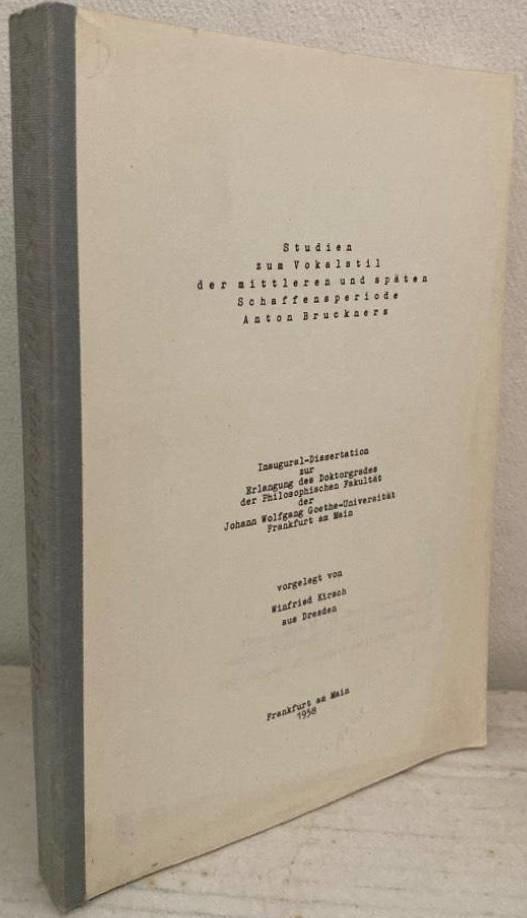 Studien
zum Vokalstil
der mittleren und späten
Schaffensperiode
Anton Bruckners
Inaugural-Dissertation
zur
Erlangung des Doktorgrades
der Philosophischen Fakultät
der
Johann Wolfgang Goethe-Universität
Frankfurt am Main
vorgelegt von
Winfried Kirsch
aus Dresden
Frankfurt am Main
1958